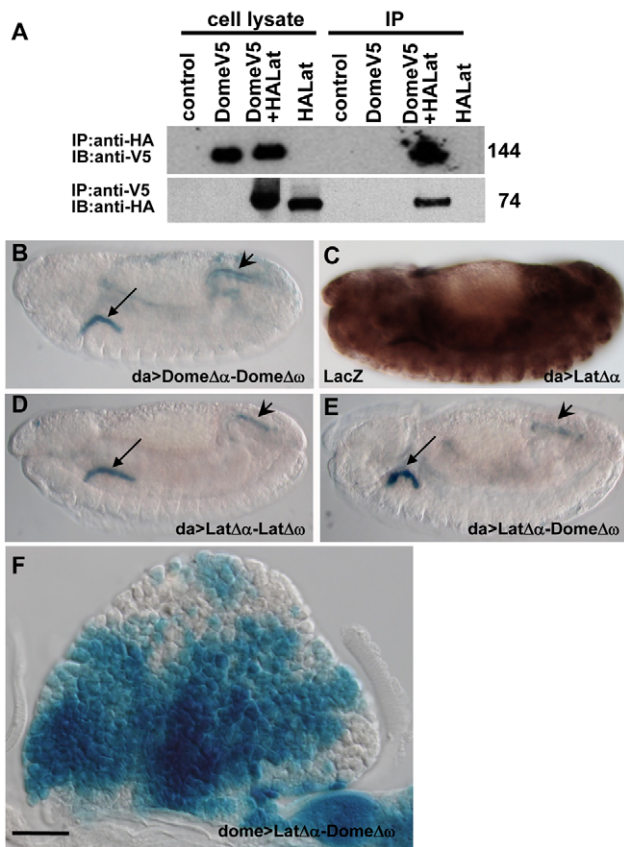 A
cell lysate
IP
control
DomeV5
DomeV5
+HALat
HALat
control
DomeV5
DomeV5
+HALat
HALat
IP:anti-HA
IB:anti-V5
144
IP:anti-V5
IB:anti-HA
74
B
da>DomeΔα-DomeΔω
C
LacZ
da>LatΔα
D
da>LatΔα-LatΔω
E
da>LatΔα-DomeΔω
F
dome>LatΔα-DomeΔω